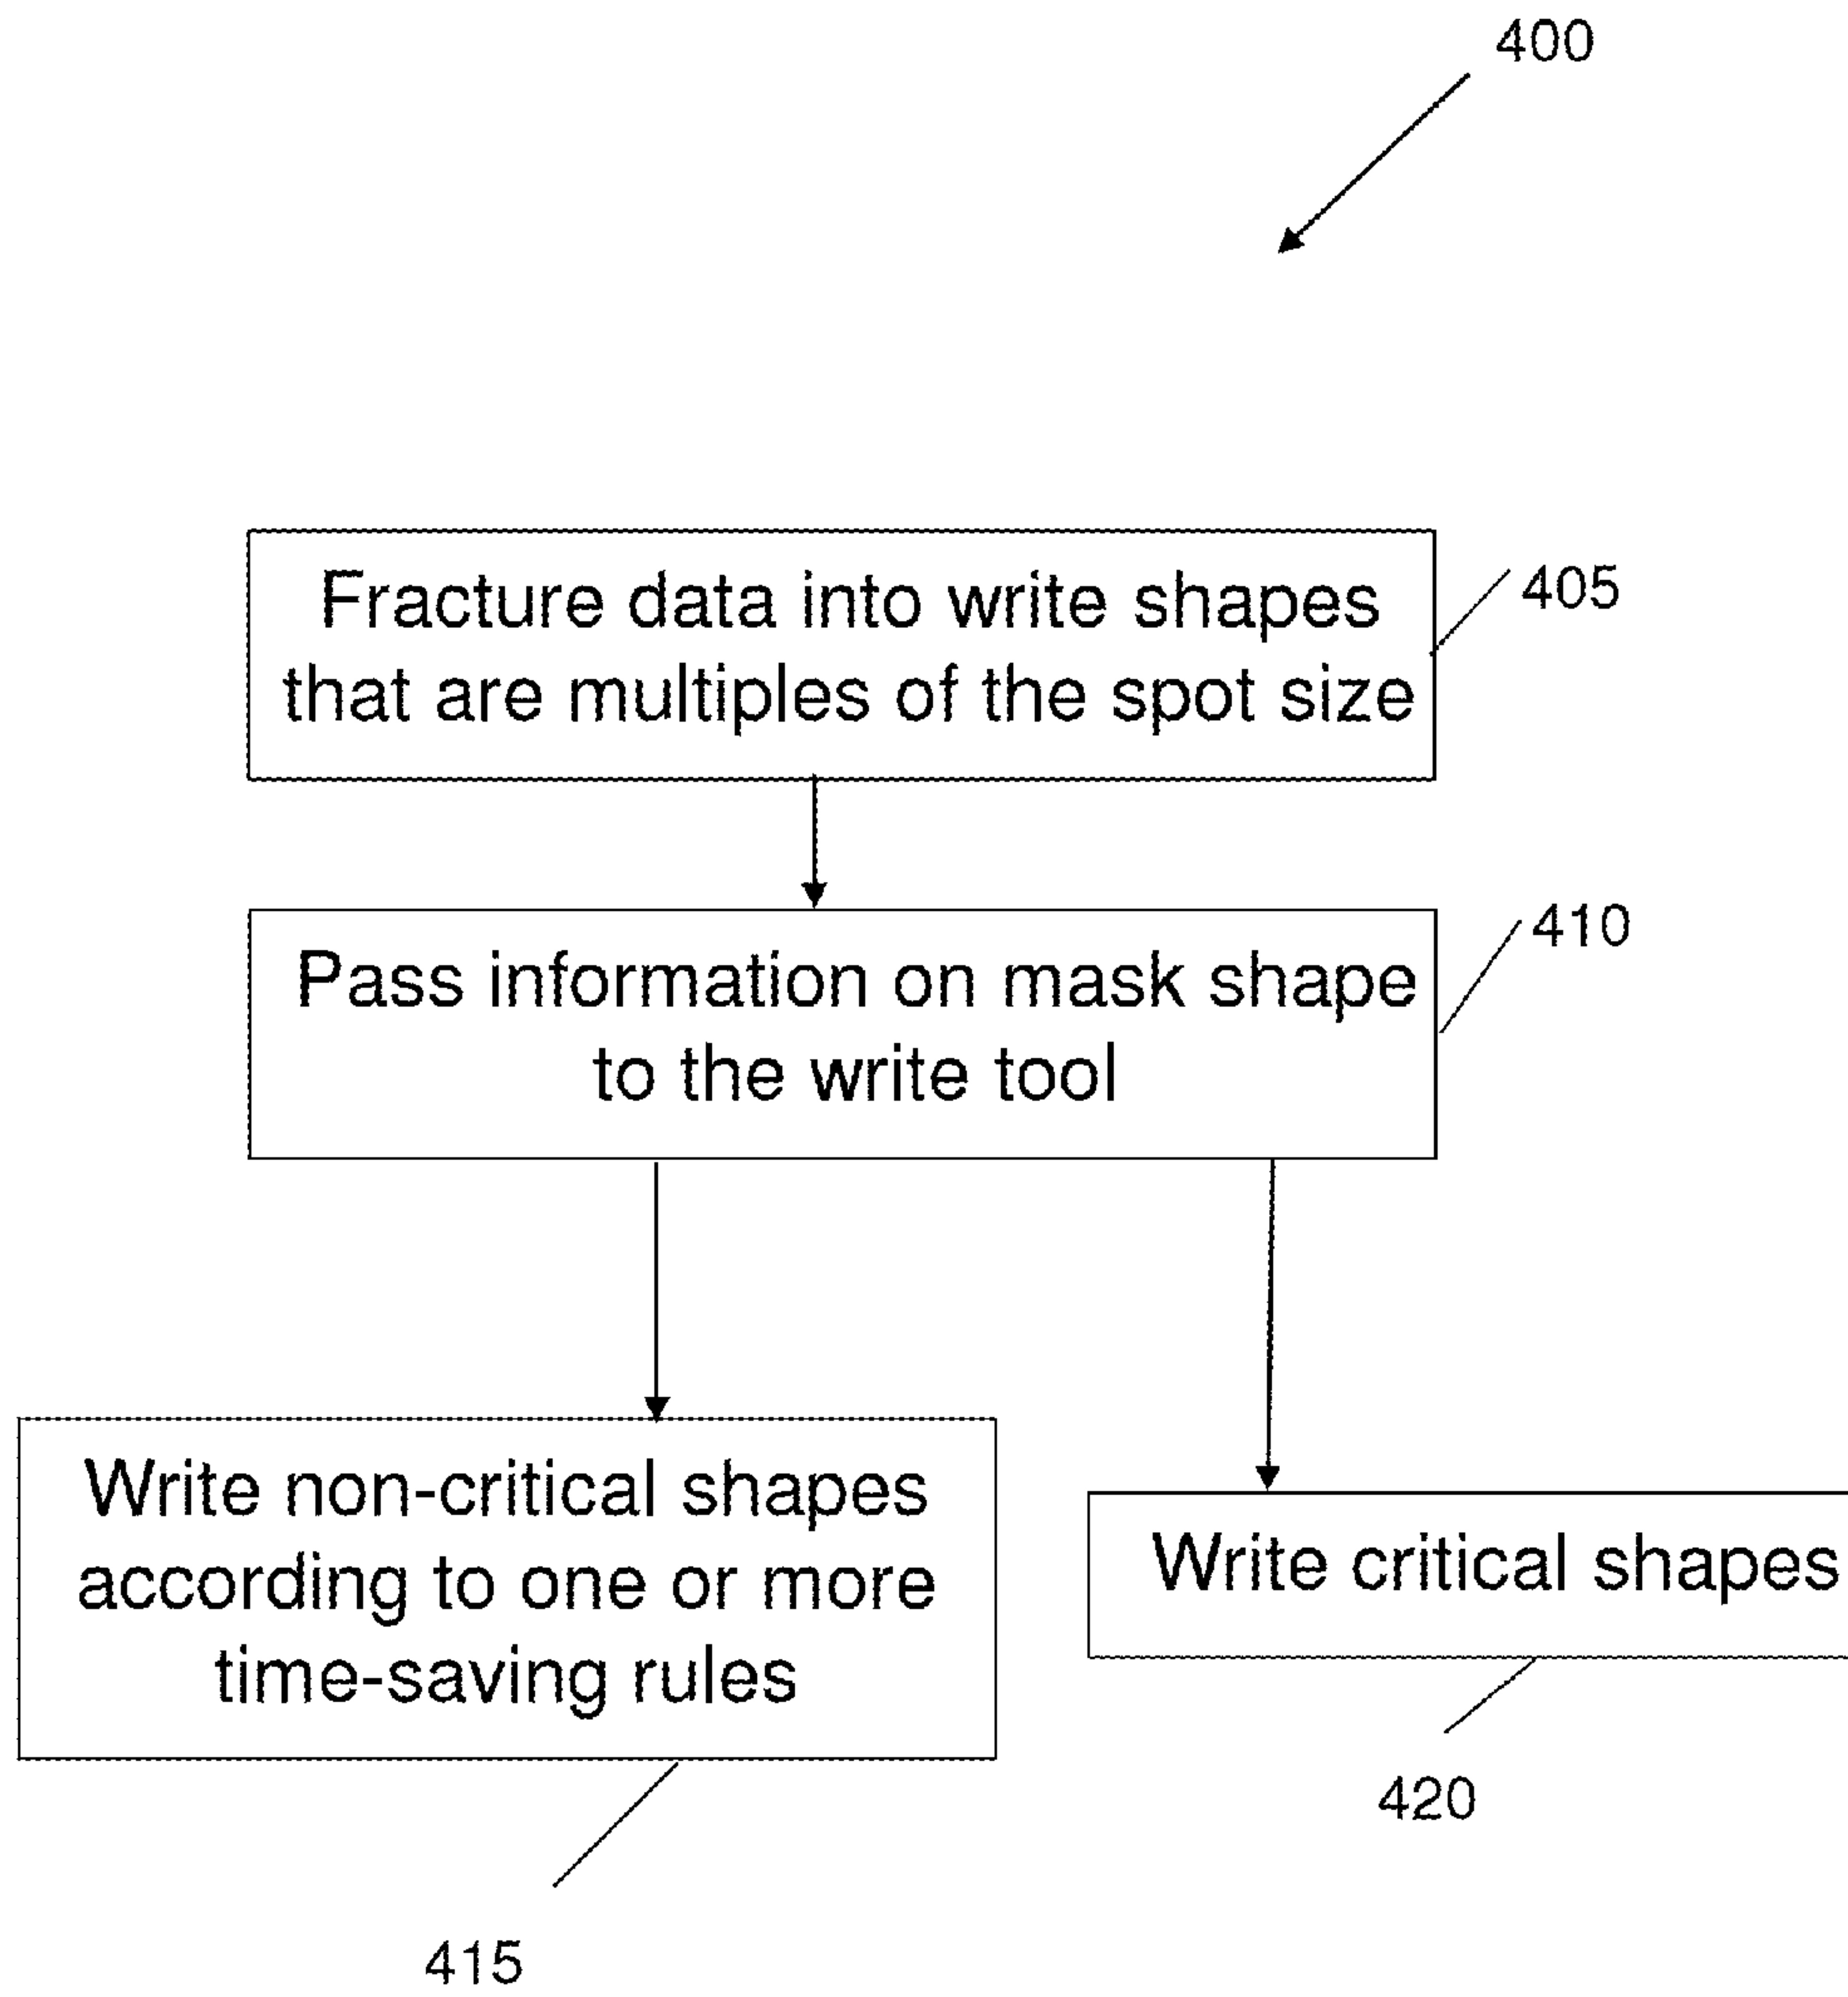 400
Fracture data into write shapes
that are multiples of the spot size
405
Pass information on mask shape
to the write tool
410
Write non-critical shapes
according to one or more
time-saving rules
Write critical shapes
420
415